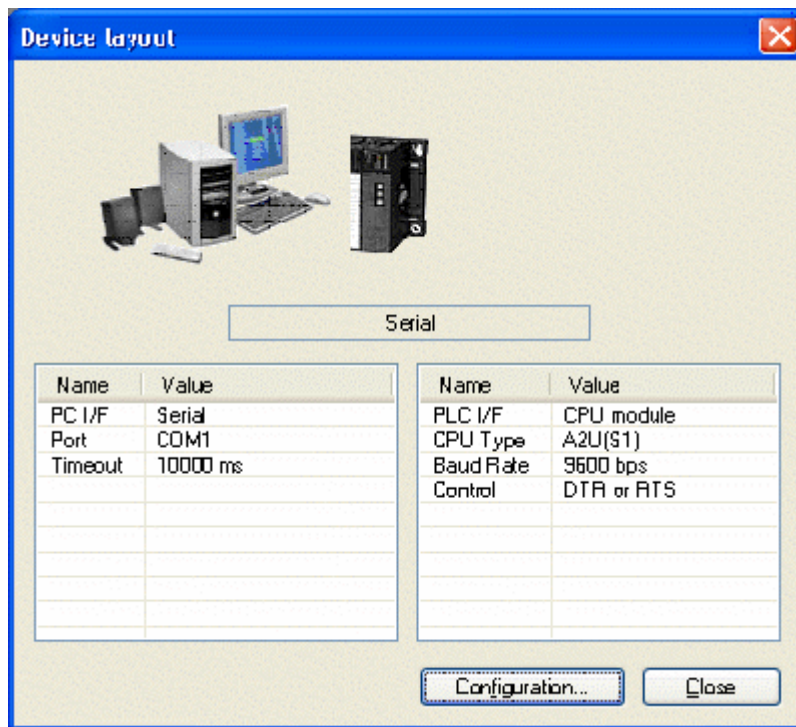 Device layout
Serial
Name Value
PC I/F Serial
Port COM1
Timeout 10000 ms
Name Value
PLC I/F CPU module
CPU Type A2U(S1)
Baud Rate 9600 bps
Control DTR or RTS
Configuration...
Close